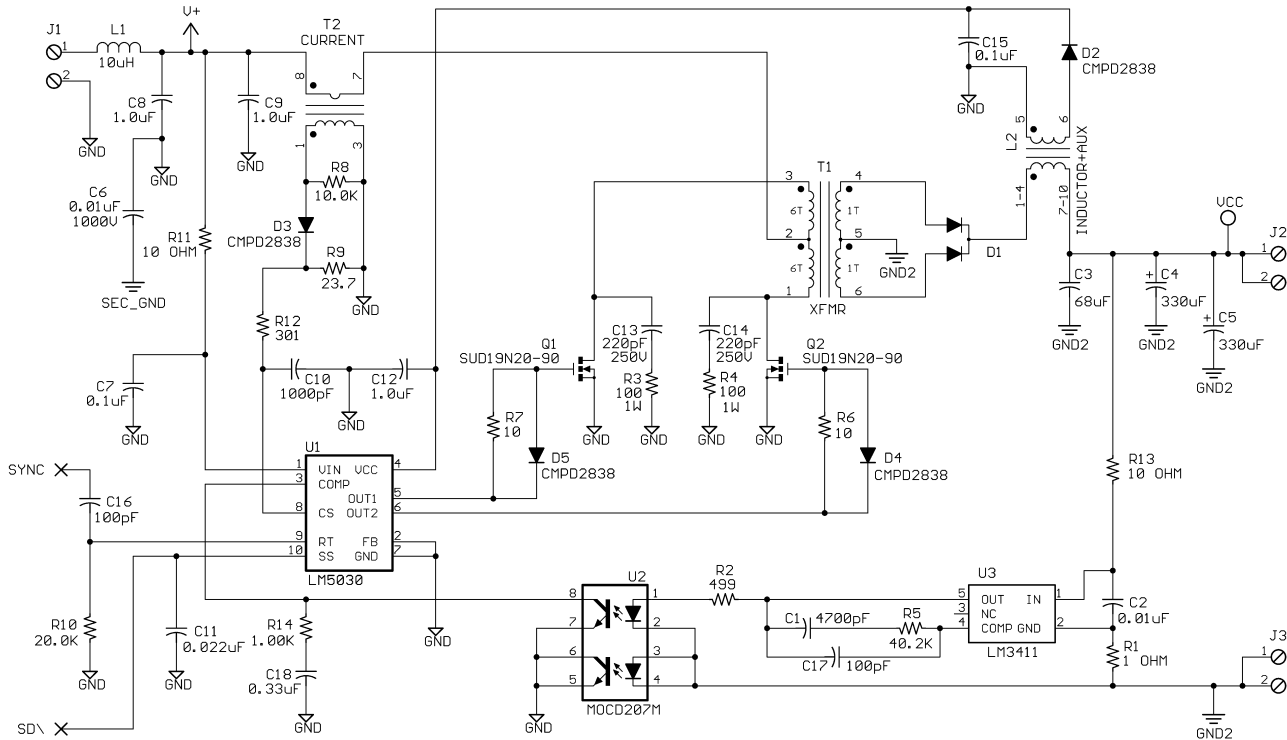 J1
1
2
L1
10uH
V+
T2
CURRENT
8
7
1
3
C8
1.0uF
GND
GND
C9
1.0uF
GND
C6
0.01uF
1000V
SEC_GND
R11
10 OHM
R8
10.0K
D3
CMPD2838
R9
23.7
GND
R12
301
C7
0.1uF
GND
C10
1000pF
C12
1.0uF
GND
C15
0.1uF
GND
D2
CMPD2838
L2
5
6
1-4
7-10
INDUCTOR+AUX
T1
3
4
6T
1T
2
5
6T
1T
1
6
XFMR
GND2
D1
VCC
J2
1
2
C3
68uF
GND2
+
C4
330uF
GND2
+
C5
330uF
GND2
Q1
SUD19N20-90
C13
220pF
250V
R3
100
1W
GND
GND
C14
220pF
250V
R4
100
1W
GND
GND
Q2
SUD19N20-90
R7
10
D5
CMPD2838
R6
10
D4
CMPD2838
R13
10 OHM
SYNC
C16
100pF
U1
1
VIN
VCC
4
3
COMP
OUT1
5
8
CS
OUT2
6
9
RT
FB
2
10
SS
GND
7
LM5030
GND
R10
20.0K
GND
C11
0.022uF
GND
R14
1.00K
C18
0.33uF
GND
SD\
U2
8
1
7
2
6
3
5
4
MOCD207M
GND
R2
499
C1
4700pF
R5
40.2K
C17
100pF
U3
5
OUT
IN
1
3
NC
4
COMP
GND
2
LM3411
C2
0.01uF
R1
1 OHM
J3
1
2
GND2